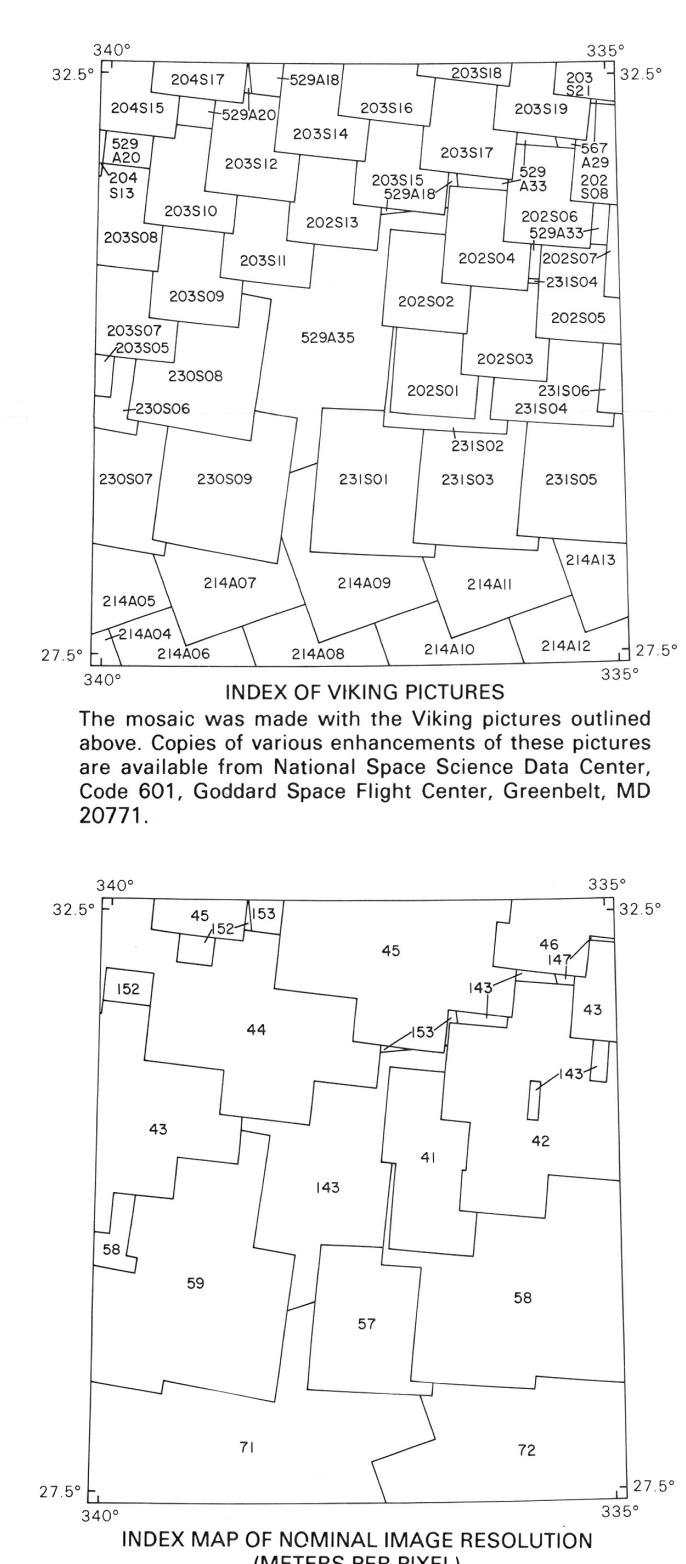 340° 335°
32.5° 32.5°
204S17 529A18 203S18 203 S21
204S15 529A20 203S16 203S19
529 A20 203S12 203S14 203S17 567 A29
204 S13 203S15 529 A33 202 S08
529A18
203S10 202S13 202S06
203S08 529A33
203S11 202S04 202S07
231S04
203S09 202S02 202S05
203S07 529A35
203S05 202S03
230S08 202S01 231S06
230S06 231S04
231S02
230S07 230S09 231S01 231S03 231S05
214A13
214A05 214A07 214A09 214A11
214A04
214A06 214A08 214A10 214A12
27.5° 27.5°
340° 335°
INDEX OF VIKING PICTURES
The mosaic was made with the Viking pictures outlined
above. Copies of various enhancements of these pictures
are available from National Space Science Data Center,
Code 601, Goddard Space Flight Center, Greenbelt, MD
20771.
340° 335°
32.5° 32.5°
45 153
152 45 46
147
152 143 43
44 153
143
43 41 42
143
58
59 58
57
71 72
27.5° 27.5°
340° 335°
INDEX MAP OF NOMINAL IMAGE RESOLUTION
(METERS PER PIXEL)